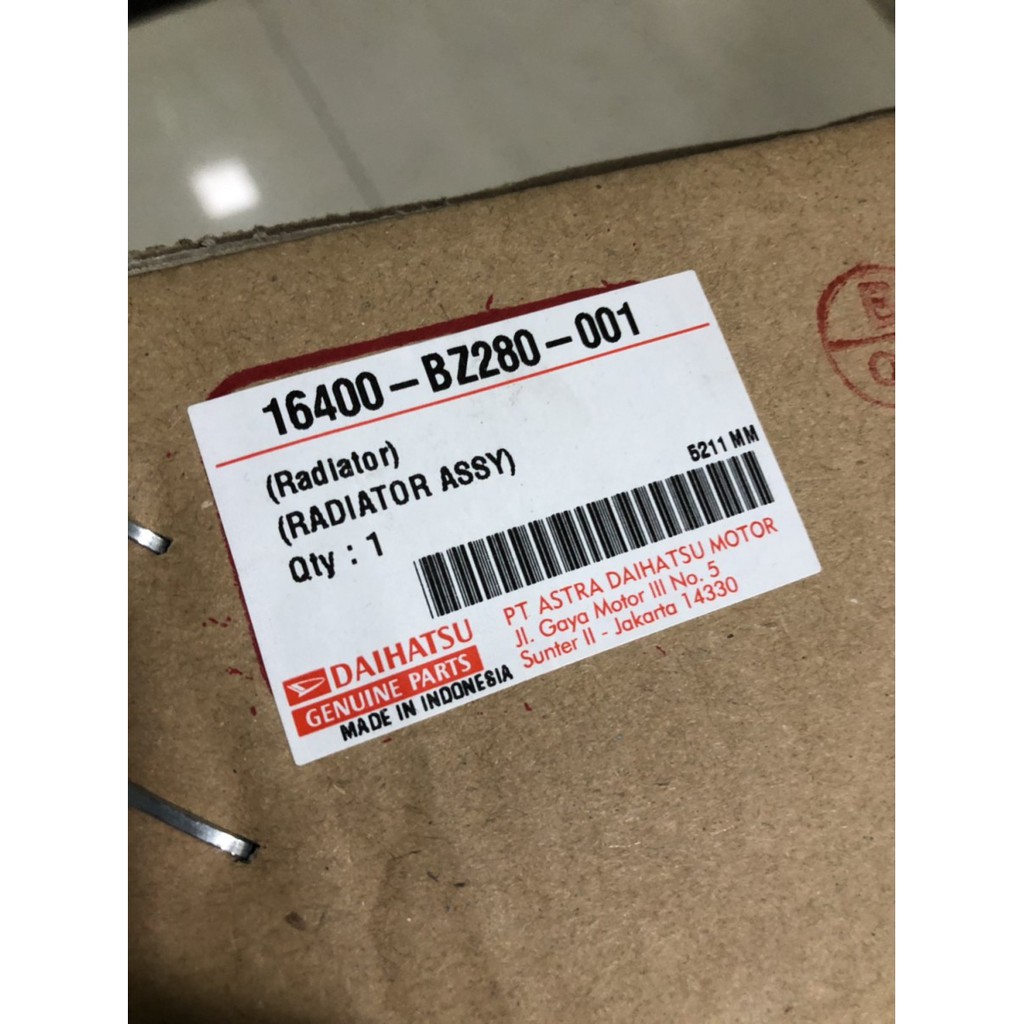 16400-BZ280-001
(Radiator)
(RADIATOR ASSY)
5211 MM
Qty : 1
PT ASTRA DAIHATSU MOTOR
Jl. Gaya Motor III No. 5
Sunter II - Jakarta 14330
DAIHATSU
GENUINE PARTS
MADE IN INDONESIA